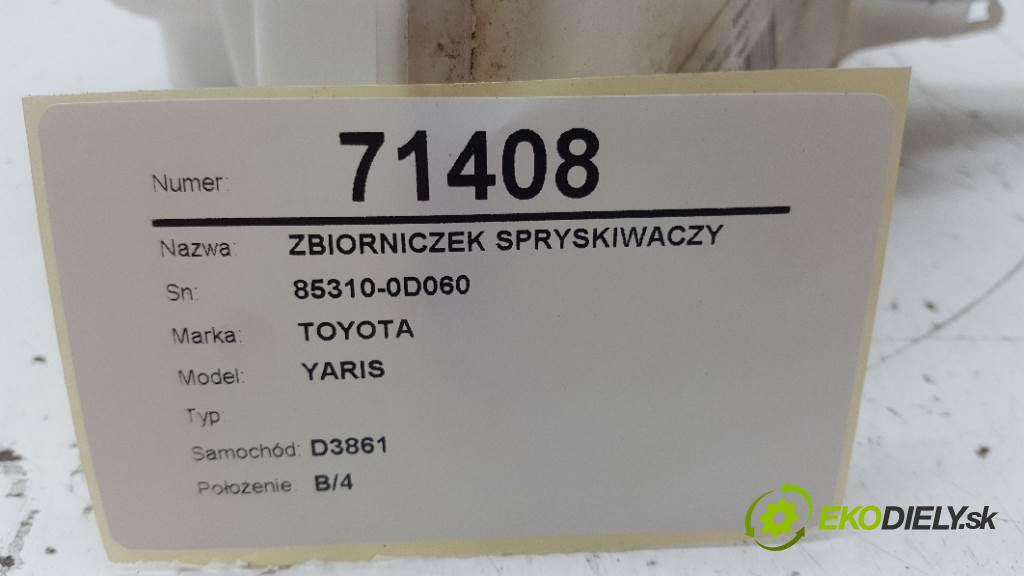 Numer: 71408
Nazwa: ZBIORNICZEK SPRYSKIWACZY
Sn: 85310-0D060
Marka: TOYOTA
Model: YARIS
Typ
Samochód: D3861
Położenie: B/4
EKODIELY.sk